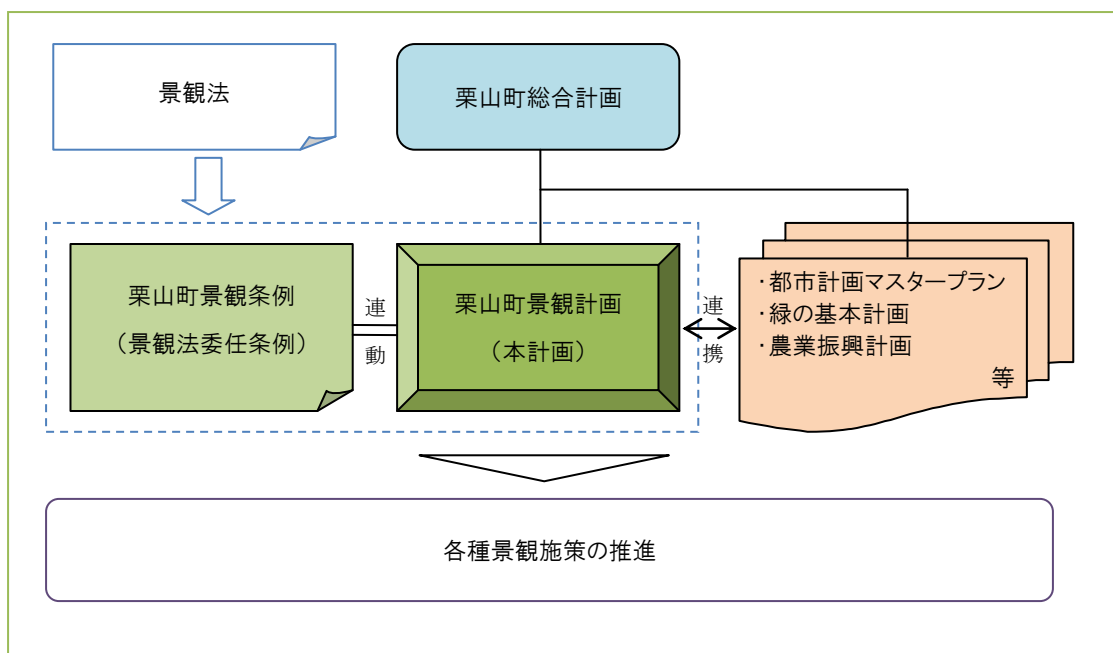 景観法
栗山町総合計画
栗山町景観条例
（景観法委任条例）
連
動
栗山町景観計画
（本計画）
連
携
・都市計画マスタープラン
・緑の基本計画
・農業振興計画
等
各種景観施策の推進